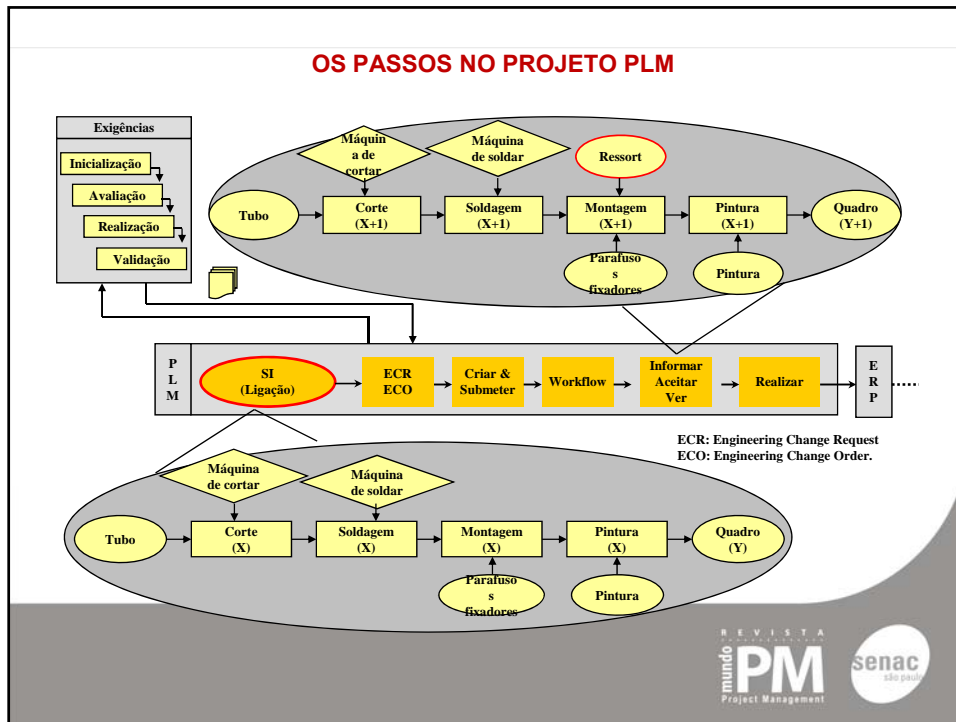 OS PASSOS NO PROJETO PLM
Exigências
Inicialização
Avaliação
Realização
Validação
Máquin
a de
cortar
Máquina
de soldar
Ressort
Tubo
Corte
(X+1)
Soldagem
(X+1)
Montagem
(X+1)
Pintura
(X+1)
Quadro
(Y+1)
Parafuso
s
fixadores
Pintura
P
L
M
SI
(Ligação)
ECR
ECO
Criar &
Submeter
Workflow
Informar
Aceitar
Ver
Realizar
E
R
P
ECR: Engineering Change Request
ECO: Engineering Change Order.
Máquina
de cortar
Máquina
de soldar
Tubo
Corte
(X)
Soldagem
(X)
Montagem
(X)
Pintura
(X)
Quadro
(Y)
Parafuso
s
fixadores
Pintura
REVISTA
mundo
PM
Project Management
senac
são paulo